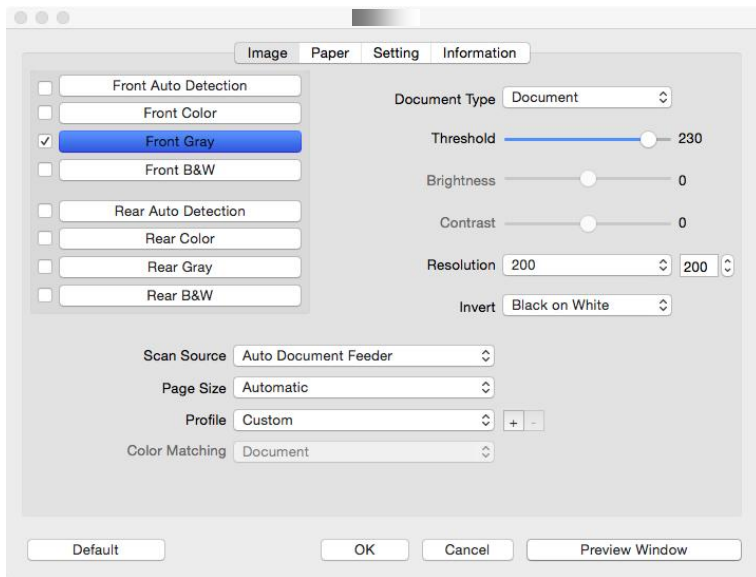 Image Paper Setting Information
Front Auto Detection
Front Color
Front Gray
Front B&W
Rear Auto Detection
Rear Color
Rear Gray
Rear B&W
Document Type Document
Threshold 230
Brightness 0
Contrast 0
Resolution 200 200
Invert Black on White
Scan Source Auto Document Feeder
Page Size Automatic
Profile Custom + -
Color Matching Document
Default OK Cancel Preview Window